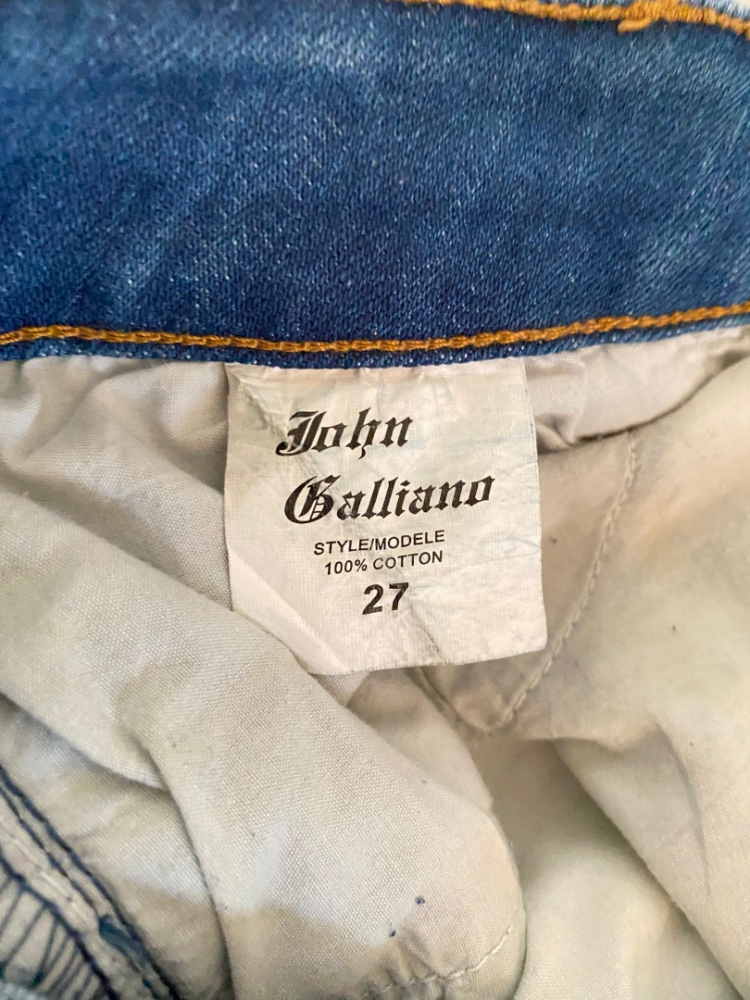 John
Galliano
STYLE/MODELE
100% COTTON
27